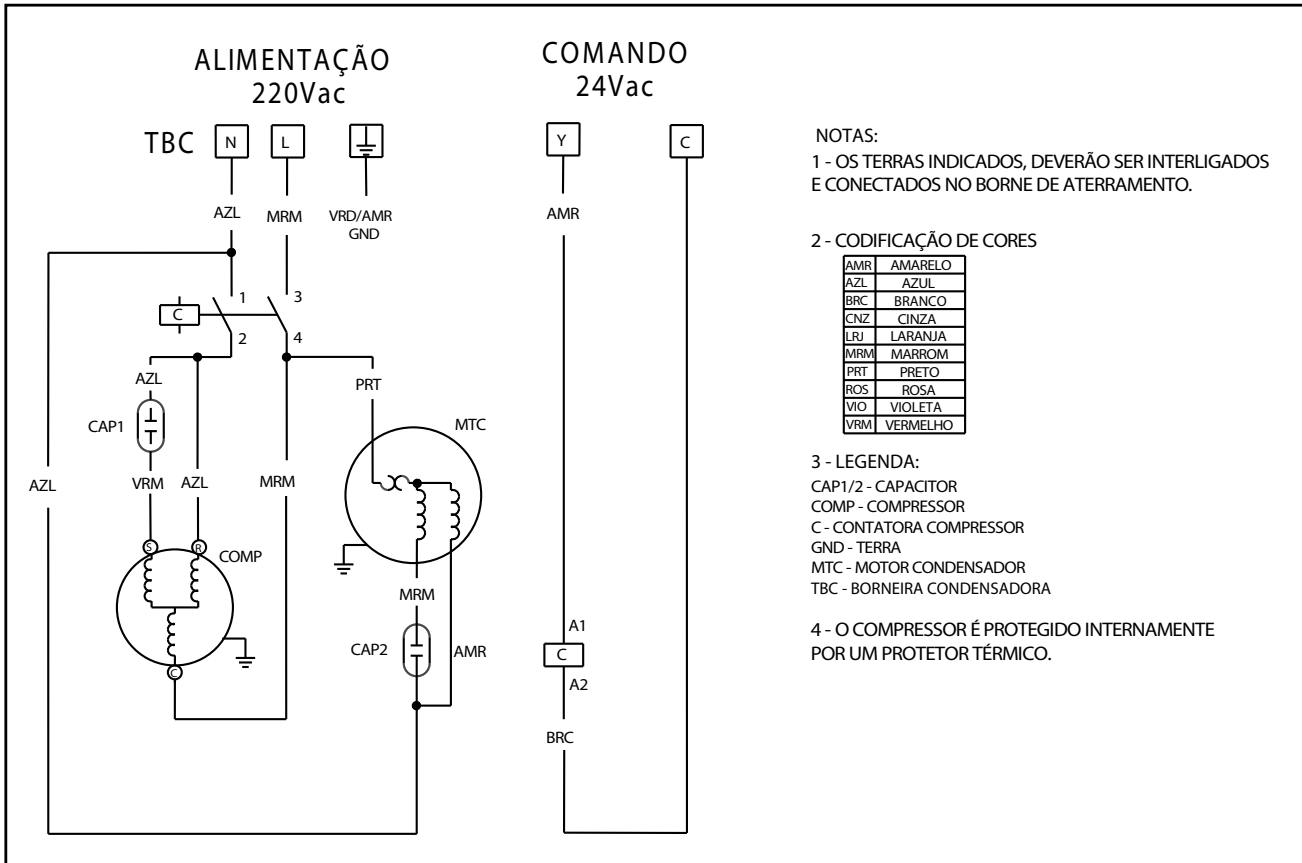 ALIMENTAÇÃO
220Vac
COMANDO
24Vac
TBC N L
Y C
AZL MRM VRD/AMR
GND
AMR
1 3
C
2 4
AZL
PRT
CAP1
MTC
AZL VRM AZL MRM
S R COMP
MRM
CAP2 AMR
C
A1
C
A2
BRC
NOTAS:
1 - OS TERRAS INDICADOS, DEVERÃO SER INTERLIGADOS
E CONECTADOS NO BORNE DE ATERRAMENTO.
2 - CODIFICAÇÃO DE CORES
AMR AMARELO
AZL AZUL
BRC BRANCO
CNZ CINZA
LRJ LARANJA
MRM MARROM
PRT PRETO
ROS ROSA
VIO VIOLETA
VRM VERMELHO
3 - LEGENDA:
CAP1/2 - CAPACITOR
COMP - COMPRESSOR
C - CONTATORA COMPRESSOR
GND - TERRA
MTC - MOTOR CONDENSADOR
TBC - BORNEIRA CONDENSADORA
4 - O COMPRESSOR É PROTEGIDO INTERNAMENTE
POR UM PROTETOR TÉRMICO.